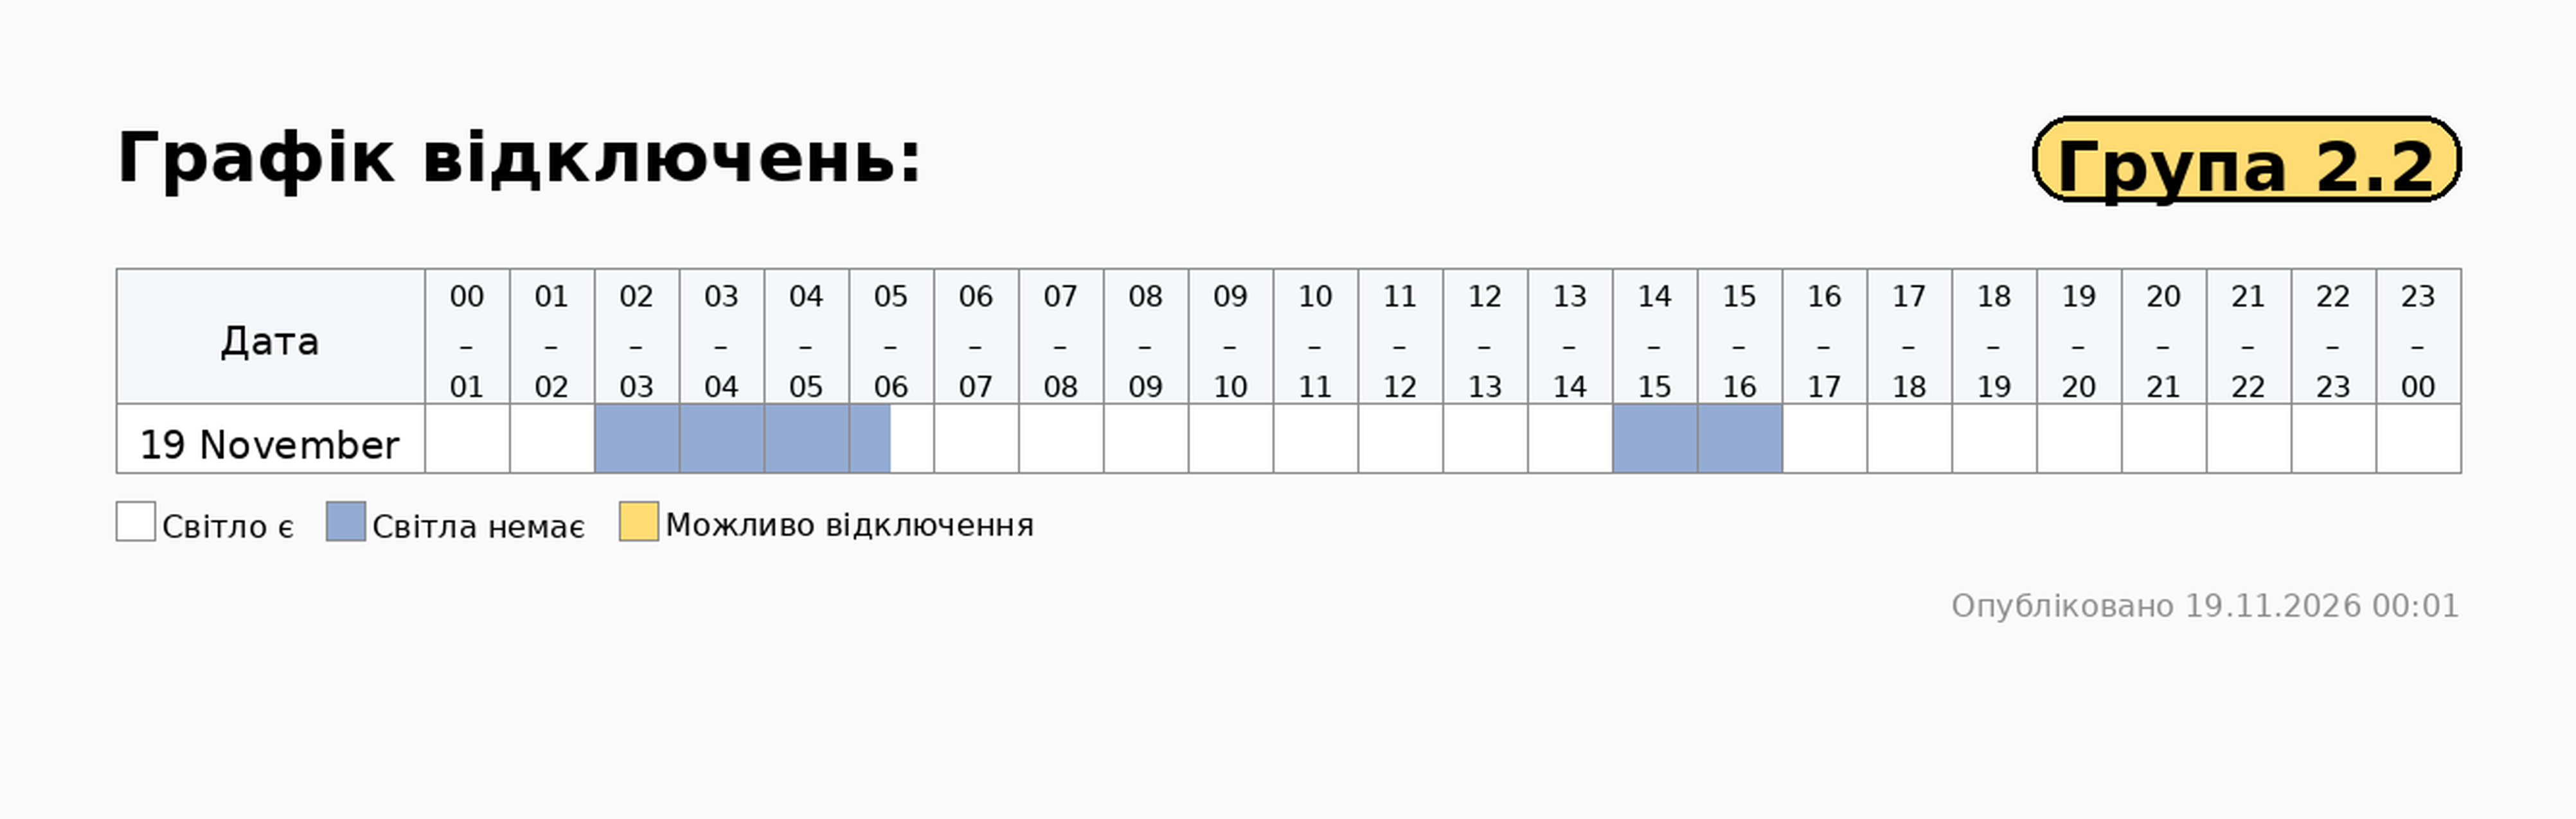 Графік відключень:
Група 2.2
Дата
00 – 01
01 – 02
02 – 03
03 – 04
04 – 05
05 – 06
06 – 07
07 – 08
08 – 09
09 – 10
10 – 11
11 – 12
12 – 13
13 – 14
14 – 15
15 – 16
16 – 17
17 – 18
18 – 19
19 – 20
20 – 21
21 – 22
22 – 23
23 – 00
19 November
Світло є
Світла немає
Можливо відключення
Опубліковано 19.11.2026 00:01